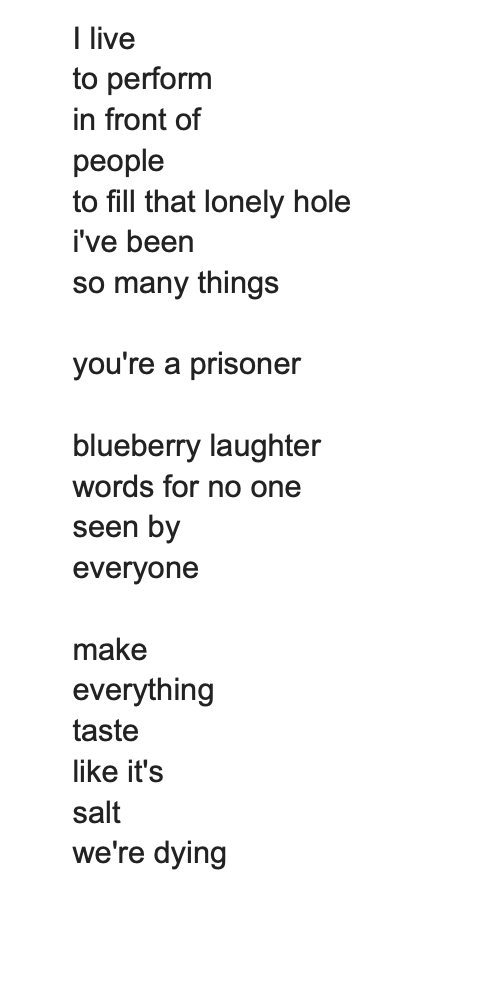 I live
to perform
in front of
people
to fill that lonely hole
i've been
so many things

you're a prisoner

blueberry laughter
words for no one
seen by
everyone

make
everything
taste
like it's
salt
we're dying